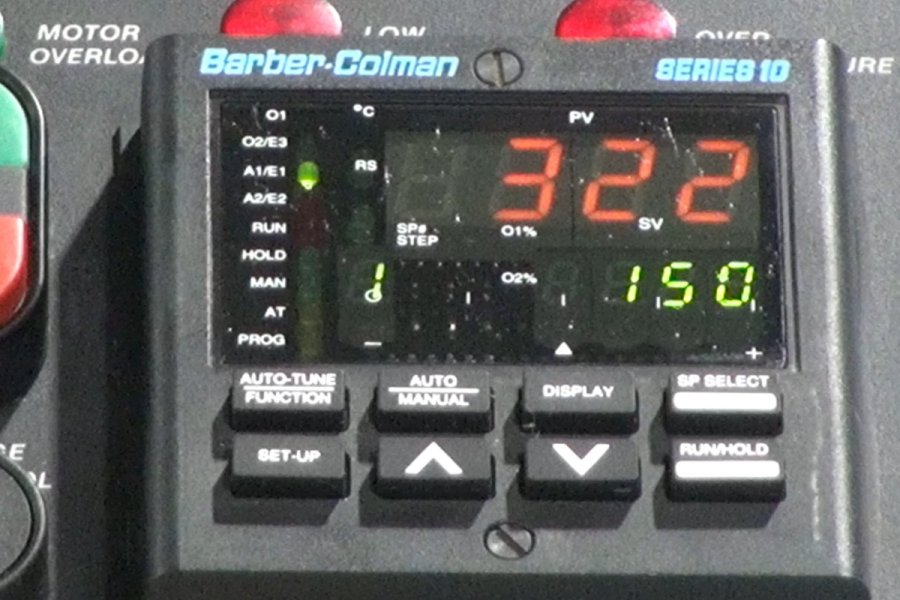 MOTOR
OVERLOA
LOW
OVER
URE
Barber-Colman
SERIES 10
O1
°C
PV
O2/E3
A1/E1
RS
322
A2/E2
RUN
SP#
STEP
O1%
SV
HOLD
MAN
1
O2%
150
AT
PROG
AUTO-TUNE
FUNCTION
AUTO
MANUAL
DISPLAY
SP SELECT
SET-UP
RUN/HOLD